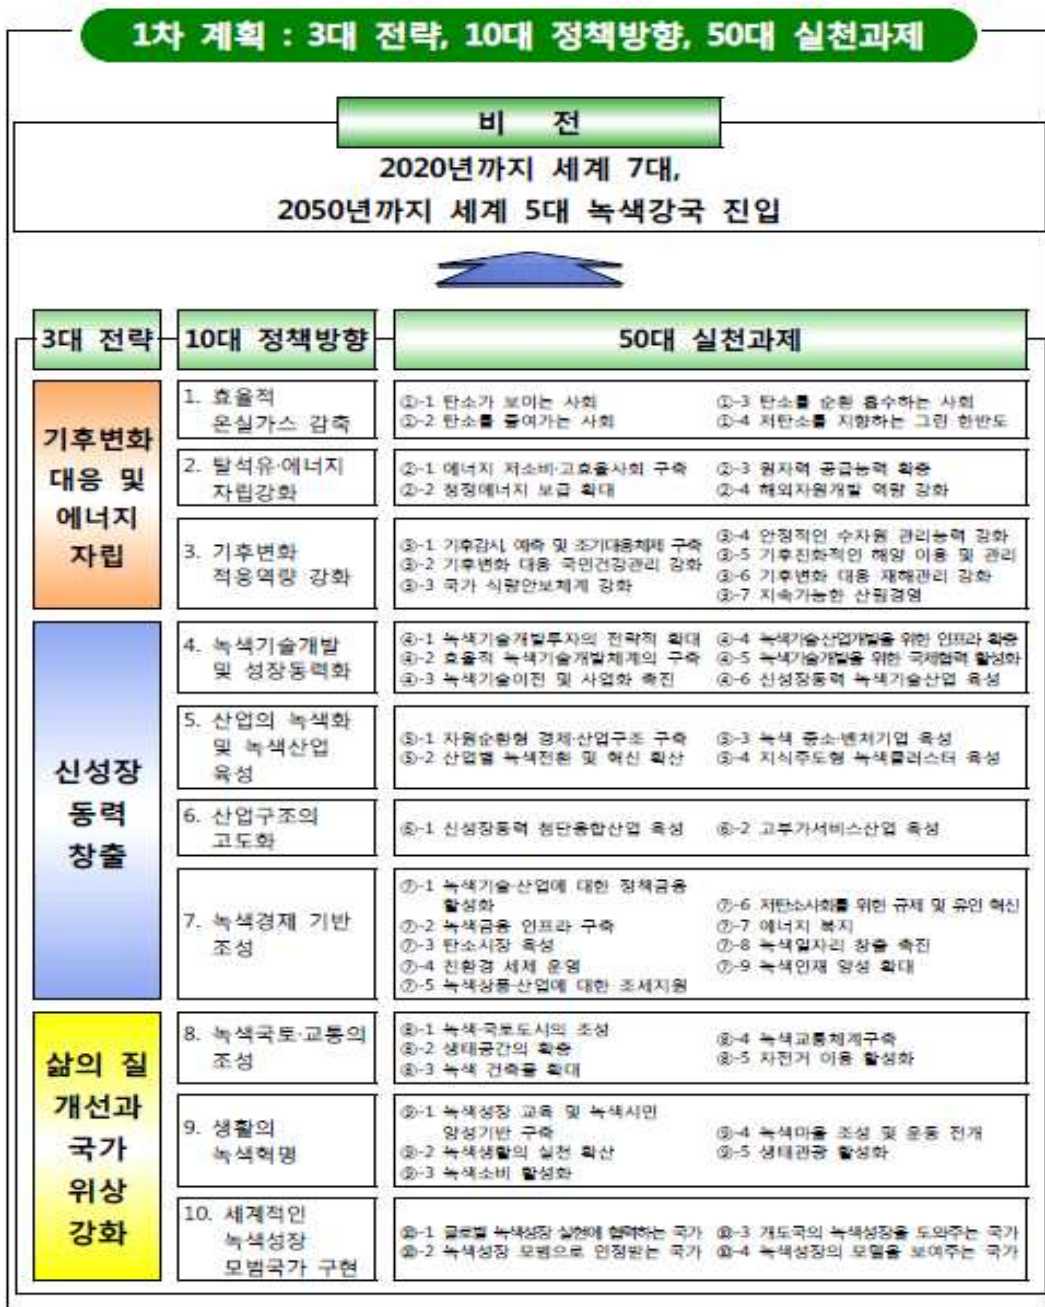 1차 계획 : 3대 전략, 10대 정책방향, 50대 실천과제
비 전
2020년까지 세계 7대,
2050년까지 세계 5대 녹색강국 진입
3대 전략
10대 정책방향
50대 실천과제
기후변화
대응 및
에너지
자립
1. 효율적
온실가스 감축
①-1 탄소가 보이는 사회
①-2 탄소를 줄여가는 사회
①-3 탄소를 순환 흡수하는 사회
①-4 저탄소를 지향하는 그린 한반도
2. 탈석유·에너지
자립강화
②-1 에너지 저소비·고효율사회 구축
②-2 청정에너지 보급 확대
②-3 원자력 공급능력 확충
②-4 해외자원개발 역량 강화
3. 기후변화
적응역량 강화
③-1 기후감시, 예측 및 조기대응체제 구축
③-2 기후변화 대응 국민건강관리 강화
③-3 국가 식량안보체계 강화
③-4 안정적인 수자원 관리능력 강화
③-5 기후친화적인 해양 이용 및 관리
③-6 기후변화 대응 재해관리 강화
③-7 지속가능한 산림경영
신성장
동력
창출
4. 녹색기술개발
및 성장동력화
④-1 녹색기술개발투자의 전략적 확대
④-2 효율적 녹색기술개발체계의 구축
④-3 녹색기술이전 및 사업화 촉진
④-4 녹색기술산업개발을 위한 인프라 확충
④-5 녹색기술개발을 위한 국제협력 활성화
④-6 신성장동력 녹색기술산업 육성
5. 산업의 녹색화
및 녹색산업
육성
⑤-1 자원순환형 경제·산업구조 구축
⑤-2 산업별 녹색전환 및 혁신 확산
⑤-3 녹색 중소·벤처기업 육성
⑤-4 지식주도형 녹색클러스터 육성
6. 산업구조의
고도화
⑥-1 신성장동력 첨단융합산업 육성
⑥-2 고부가서비스산업 육성
7. 녹색경제 기반
조성
⑦-1 녹색기술·산업에 대한 정책금융
활성화
⑦-2 녹색금융 인프라 구축
⑦-3 탄소시장 육성
⑦-4 친환경 세제 운영
⑦-5 녹색상품·산업에 대한 조세지원
⑦-6 저탄소사회를 위한 규제 및 유인 혁신
⑦-7 에너지 복지
⑦-8 녹색일자리 창출 촉진
⑦-9 녹색인재 양성 확대
삶의 질
개선과
국가
위상
강화
8. 녹색국토·교통의
조성
⑧-1 녹색·국토도시의 조성
⑧-2 생태공간의 확충
⑧-3 녹색 건축물 확대
⑧-4 녹색교통체계구축
⑧-5 자전거 이용 활성화
9. 생활의
녹색혁명
⑨-1 녹색성장 교육 및 녹색시민
양성기반 구축
⑨-2 녹색생활의 실천 확산
⑨-3 녹색소비 활성화
⑨-4 녹색마을 조성 및 운동 전개
⑨-5 생태관광 활성화
10. 세계적인
녹색성장
모범국가 구현
⑩-1 글로벌 녹색성장 실현에 협력하는 국가
⑩-2 녹색성장 모범으로 인정받는 국가
⑩-3 개도국의 녹색성장을 도와주는 국가
⑩-4 녹색성장의 모델을 보여주는 국가